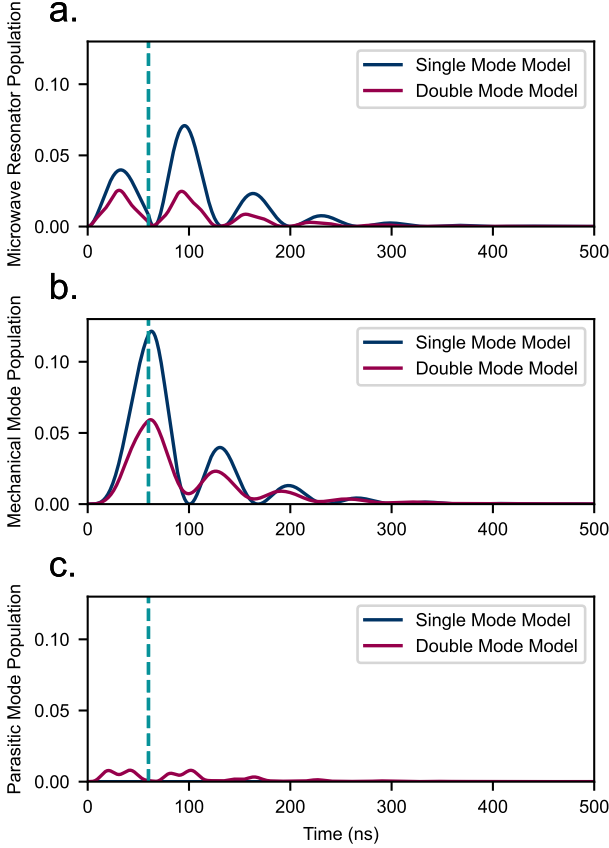 a.
Microwave Resonator Population
0.10
0.05
0.00
Single Mode Model
Double Mode Model
0 100 200 300 400 500
b.
Mechanical Mode Population
0.10
0.05
0.00
Single Mode Model
Double Mode Model
0 100 200 300 400 500
c.
Parasitic Mode Population
0.10
0.05
0.00
Single Mode Model
Double Mode Model
0 100 200 300 400 500
Time (ns)